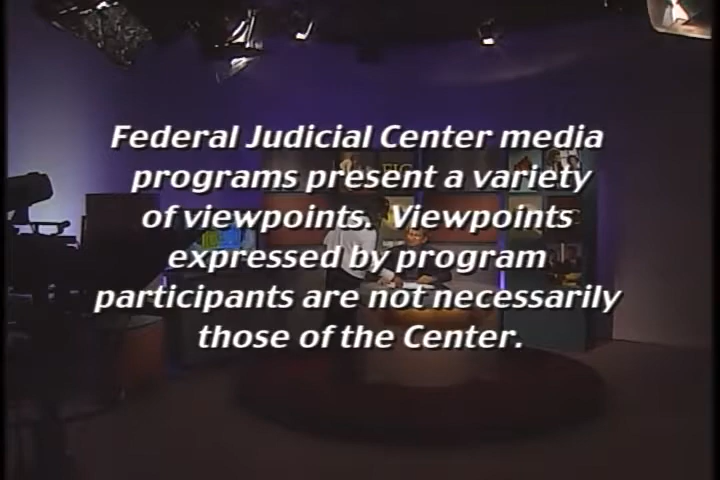 Federal Judicial Center media
programs present a variety
of viewpoints.  Viewpoints
expressed by program
participants are not necessarily
those of the Center.
FJC